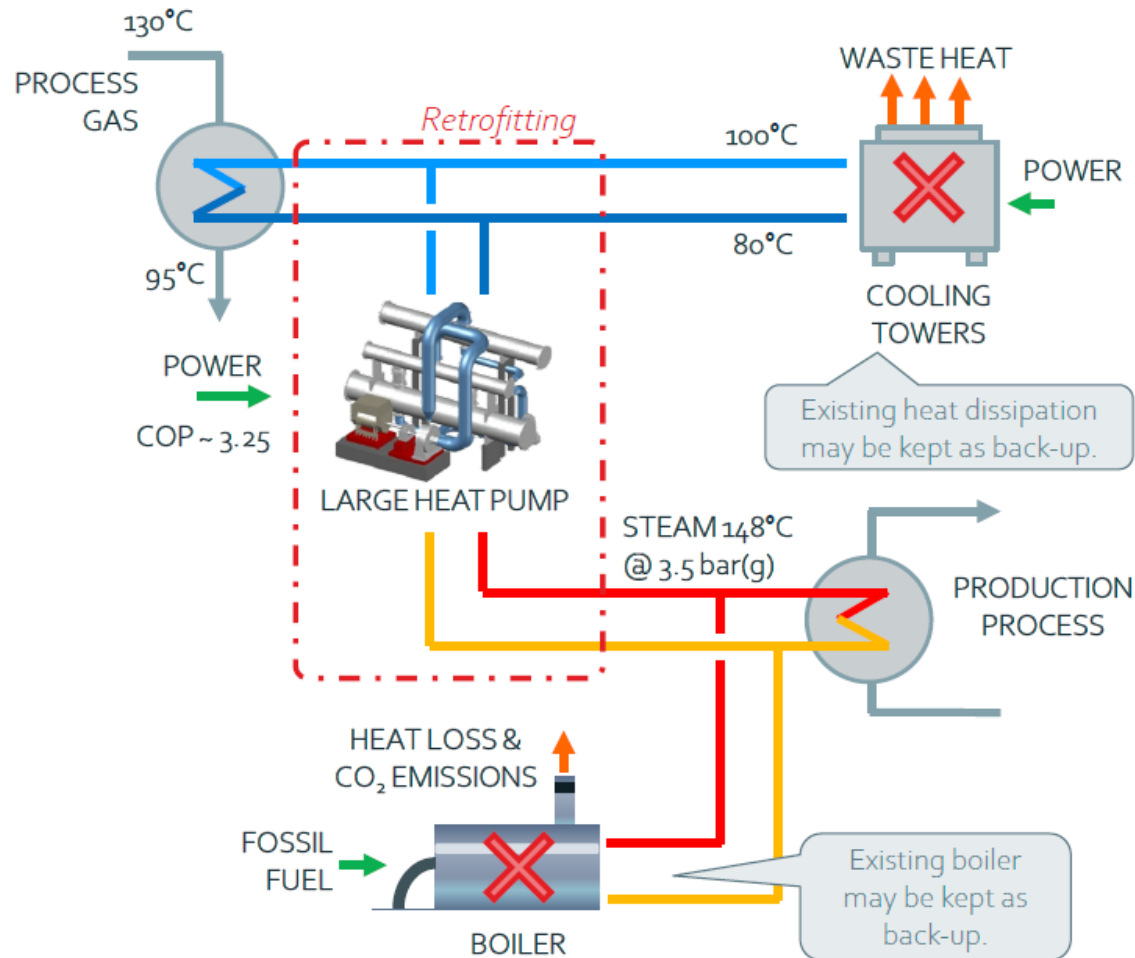 130°C
PROCESS
GAS
WASTE HEAT
Retrofitting
100°C
POWER
80°C
95°C
COOLING
TOWERS
POWER
COP ~ 3.25
Existing heat dissipation
may be kept as back-up.
LARGE HEAT PUMP
STEAM 148°C
@ 3.5 bar(g)
PRODUCTION
PROCESS
HEAT LOSS &
CO₂ EMISSIONS
FOSSIL
FUEL
Existing boiler
may be kept as
back-up.
BOILER